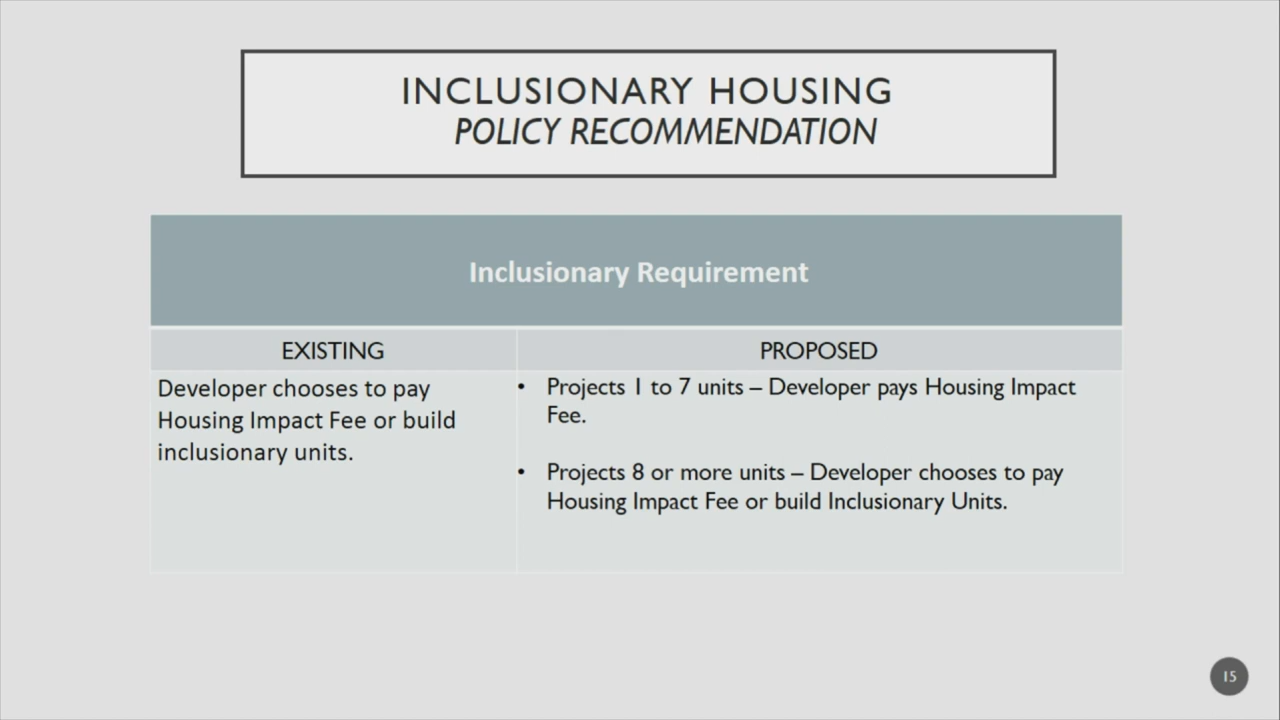 INCLUSIONARY HOUSING
POLICY RECOMMENDATION
Inclusionary Requirement
EXISTING
PROPOSED
Developer chooses to pay
Housing Impact Fee or build
inclusionary units.
• Projects 1 to 7 units – Developer pays Housing Impact
Fee.
• Projects 8 or more units – Developer chooses to pay
Housing Impact Fee or build Inclusionary Units.
15